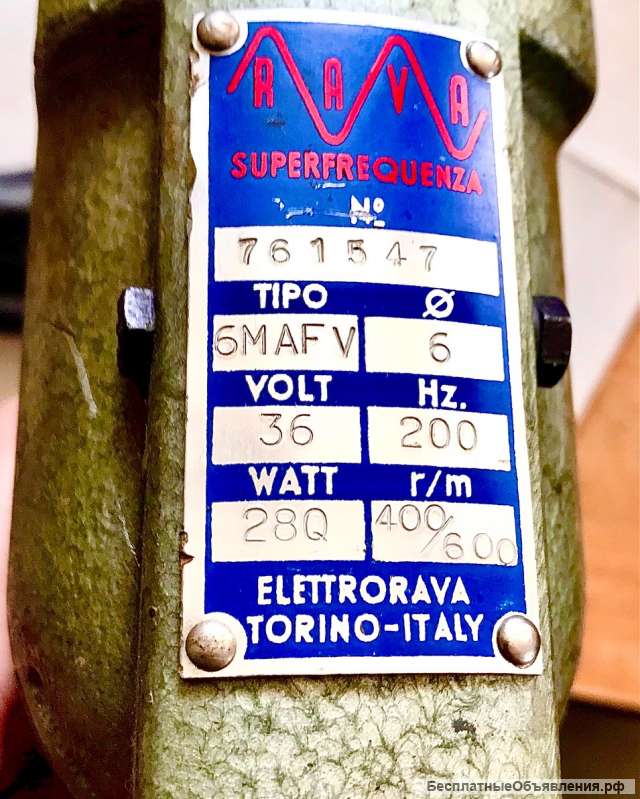 RAVA
SUPERFREQUENZA
Nº
761547
TIPO Ø
6MAFV 6
VOLT Hz.
36 200
WATT r/m
28Q 400/600
ELETTRORAVA
TORINO-ITALY
БесплатныеОбъявления.рф